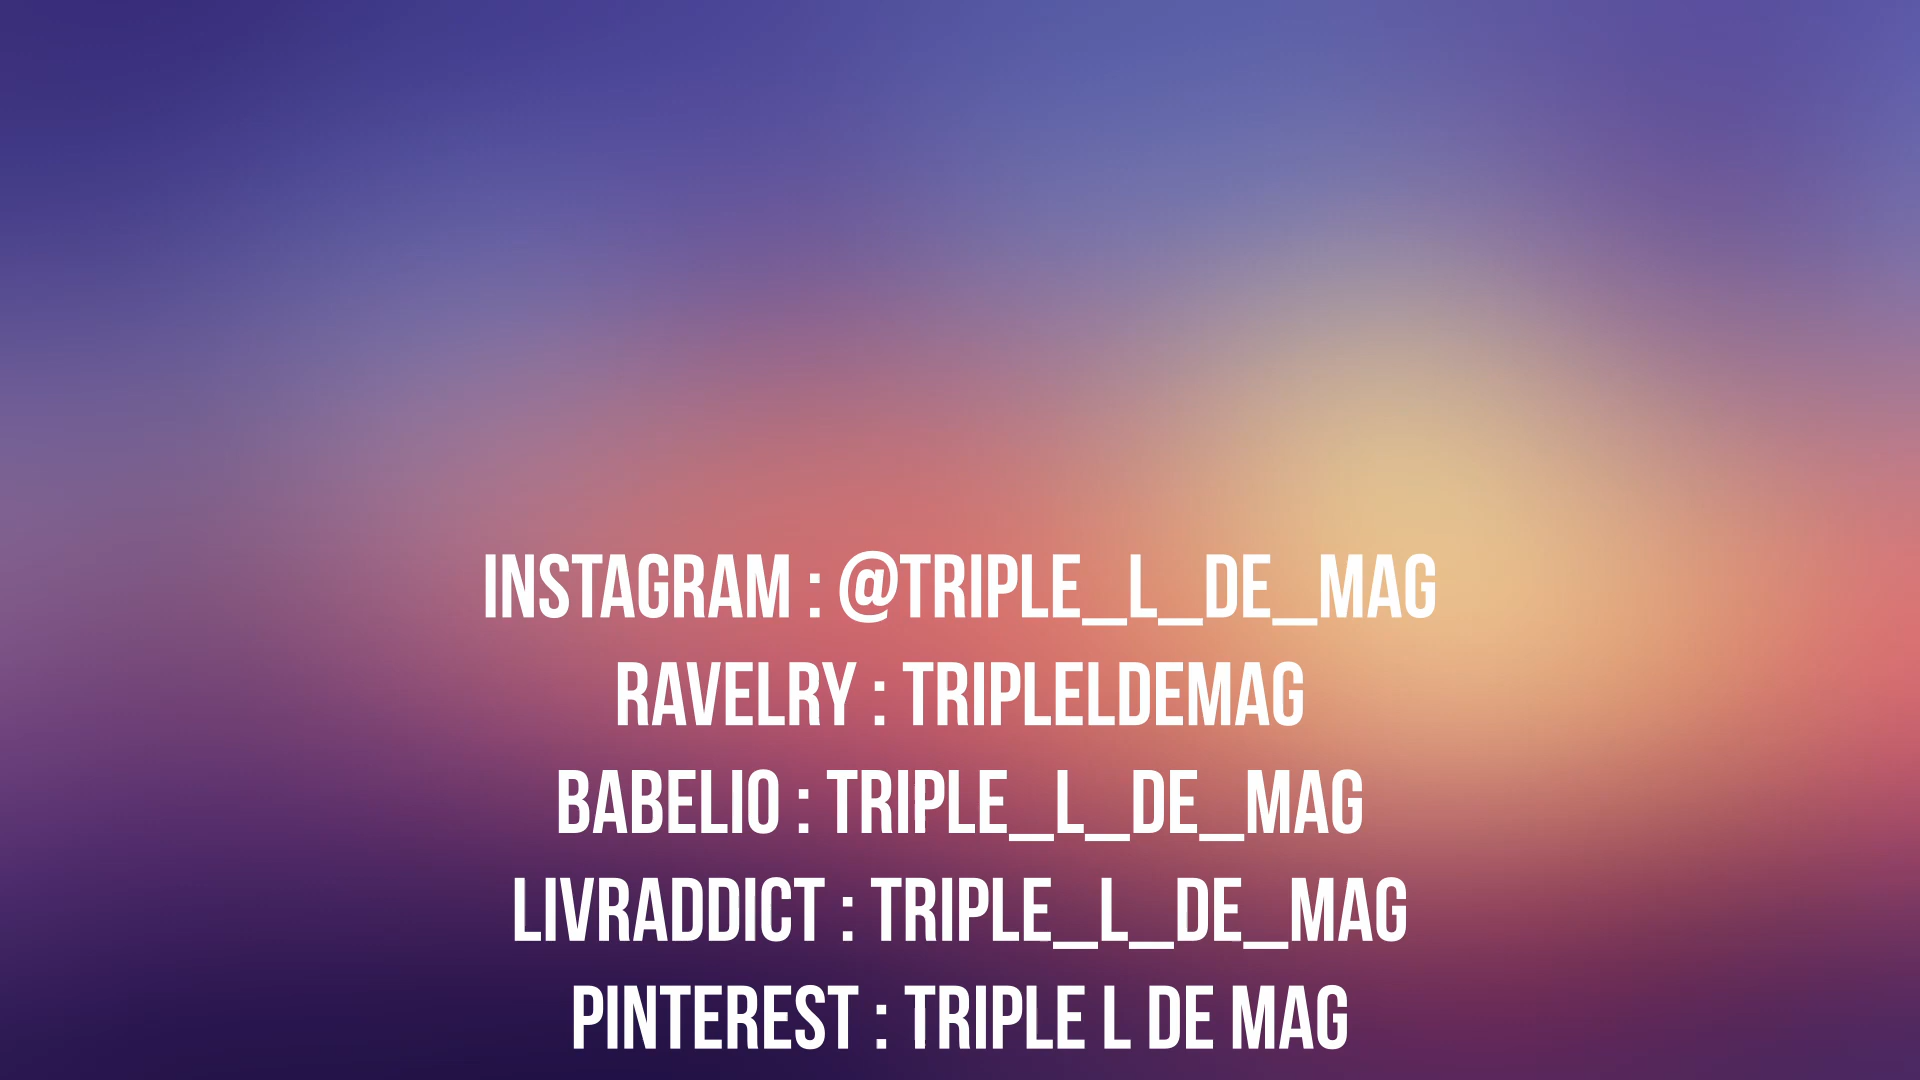 INSTAGRAM : @TRIPLE_L_DE_MAG
RAVELRY : TRIPLELDEMAG
BABELIO : TRIPLE_L_DE_MAG
LIVRADDICT : TRIPLE_L_DE_MAG
PINTEREST : TRIPLE L DE MAG